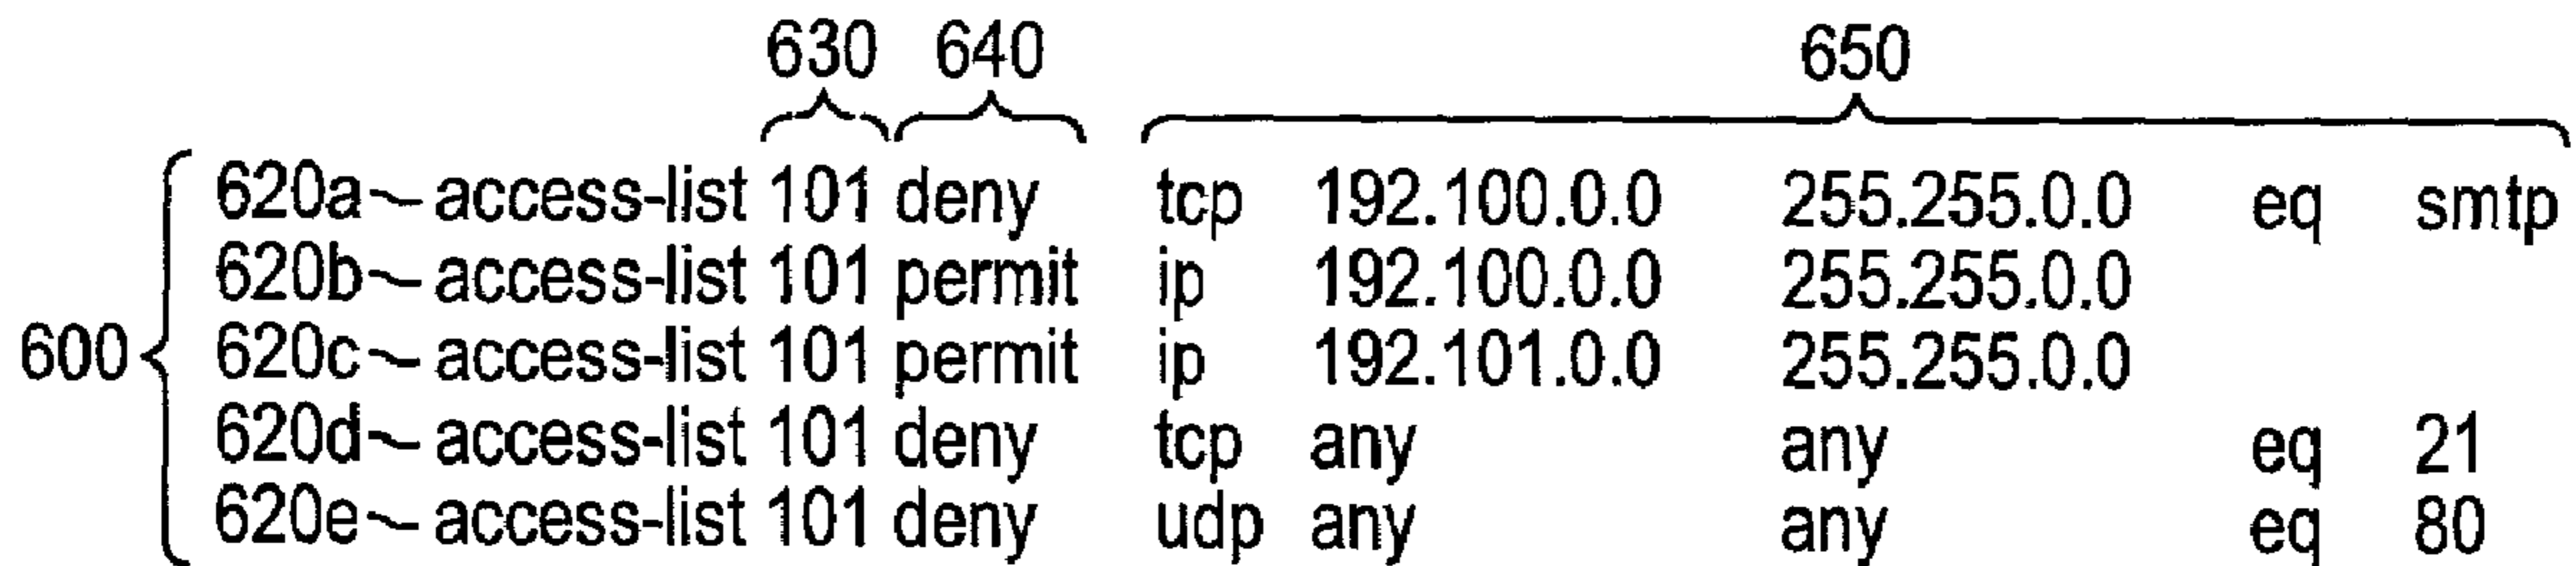 630 640 650
620a~access-list 101 deny tcp 192.100.0.0 255.255.0.0 eq smtp
620b~access-list 101 permit ip 192.100.0.0 255.255.0.0
600 620c~access-list 101 permit ip 192.101.0.0 255.255.0.0
620d~access-list 101 deny tcp any any eq 21
620e~access-list 101 deny udp any any eq 80